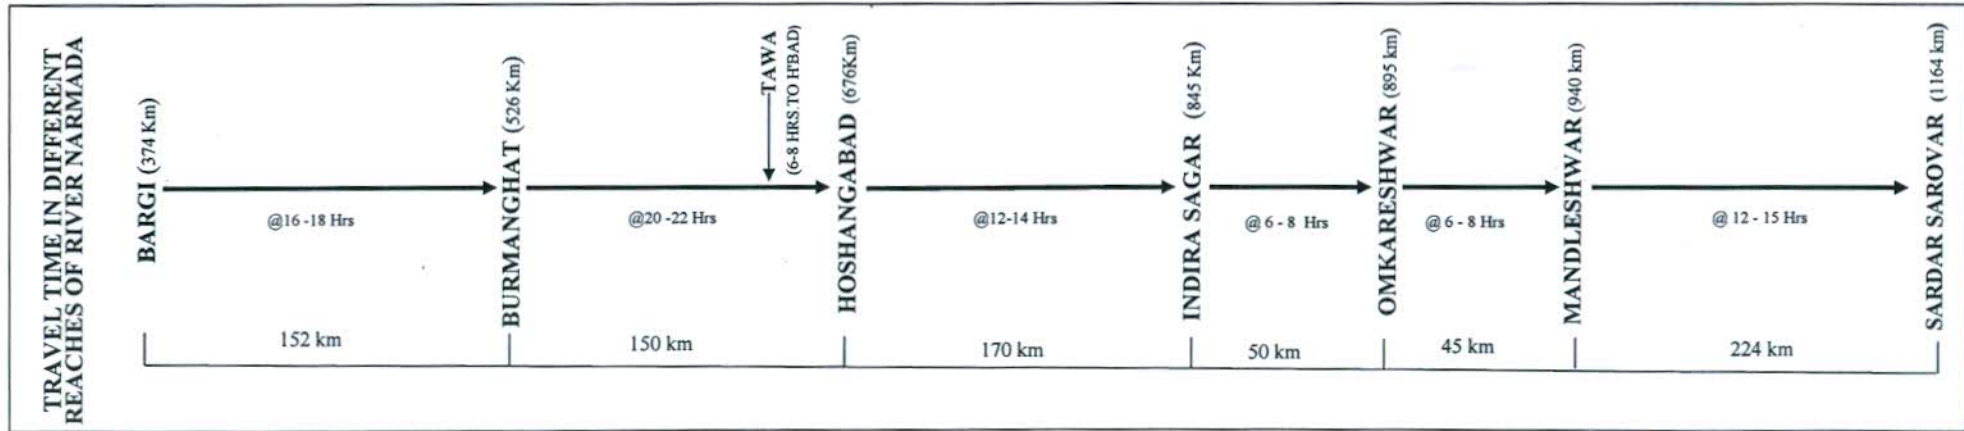 TRAVEL TIME IN DIFFERENT
REACHES OF RIVER NARMADA
BARGI (374 Km)
@16 -18 Hrs
BURMANGHAT (526 Km)
@20 -22 Hrs
TAWA
(6-8 HRS.TO H'BAD)
HOSHANGABAD (676Km)
@12-14 Hrs
INDIRA SAGAR (845 Km)
@ 6 - 8 Hrs
OMKARESHWAR (895 km)
@ 6 - 8 Hrs
MANDLESHWAR (940 km)
@ 12 - 15 Hrs
SARDAR SAROVAR (1164 km)
152 km
150 km
170 km
50 km
45 km
224 km